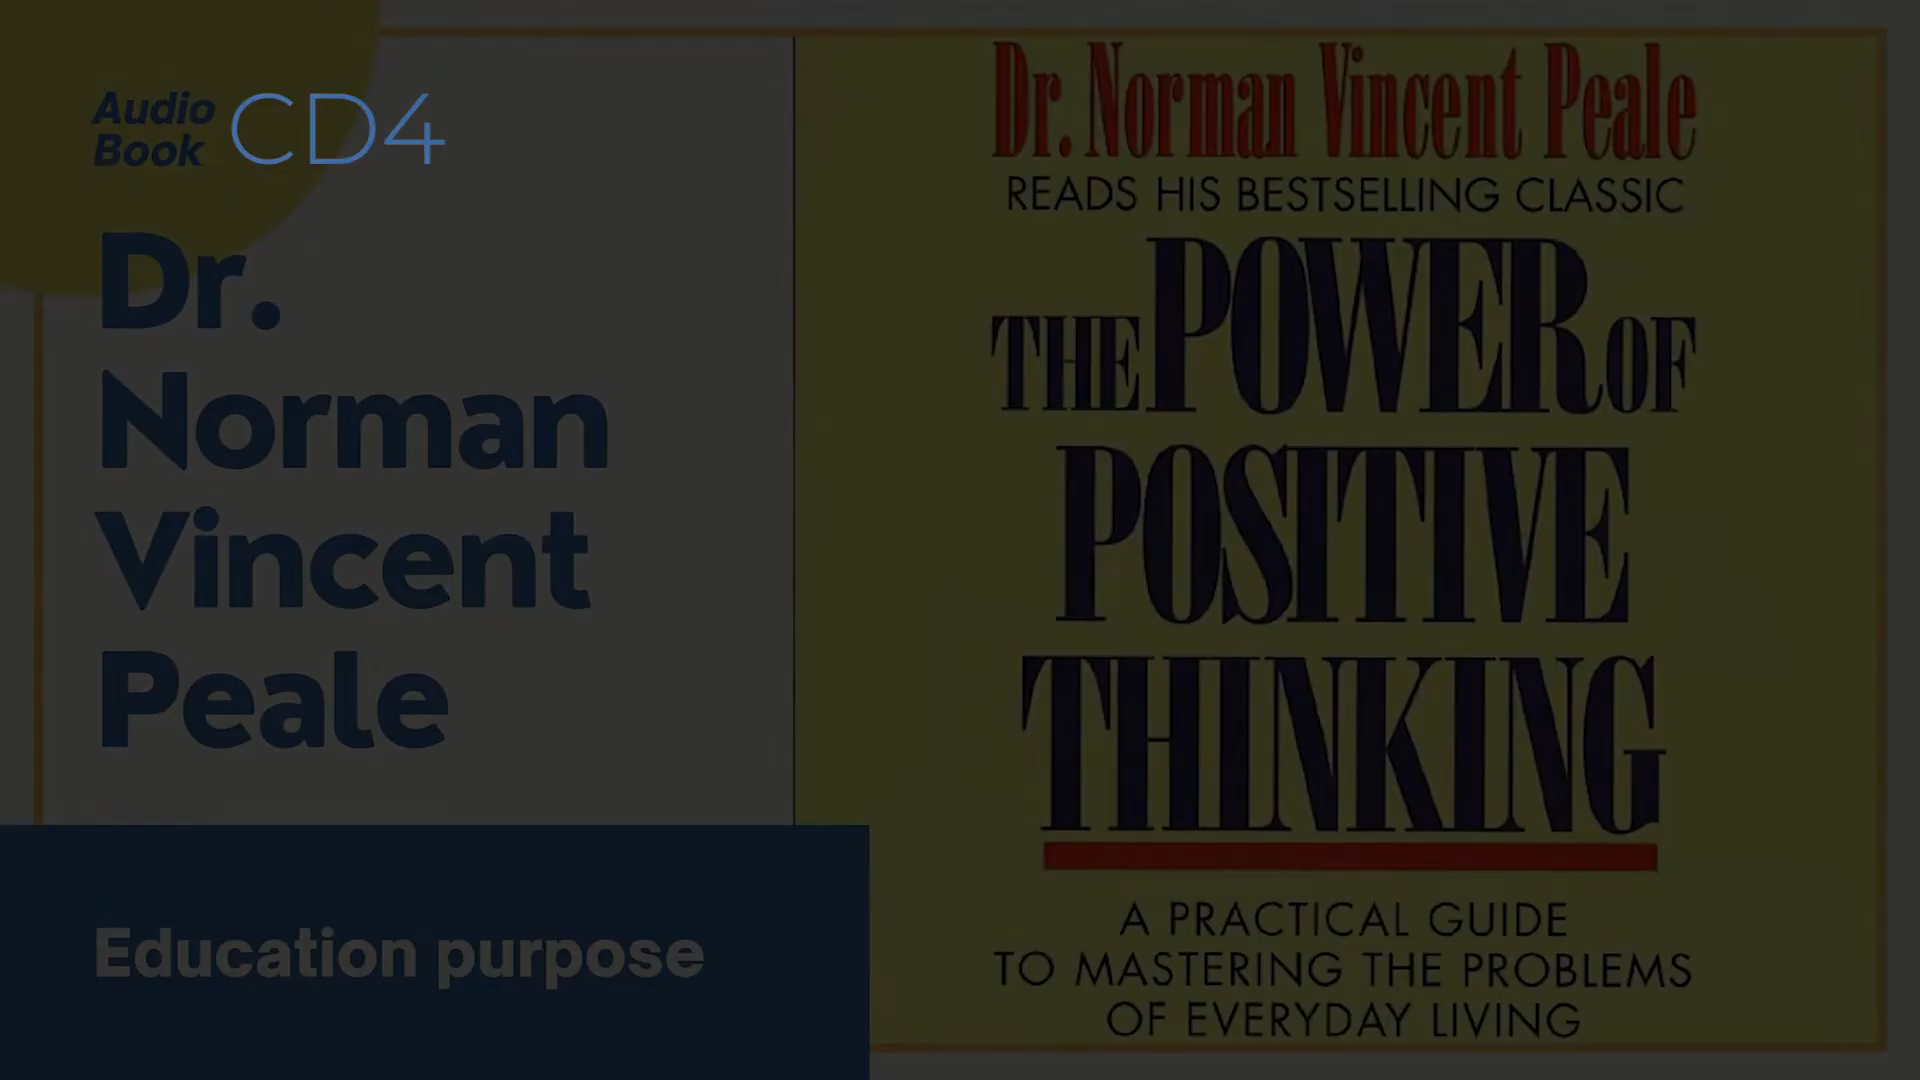 Audio
Book
CD4
Dr.
Norman
Vincent
Peale
Education purpose
Dr. Norman Vincent Peale
READS HIS BESTSELLING CLASSIC
THE POWER OF
POSITIVE
THINKING
A PRACTICAL GUIDE
TO MASTERING THE PROBLEMS
OF EVERYDAY LIVING